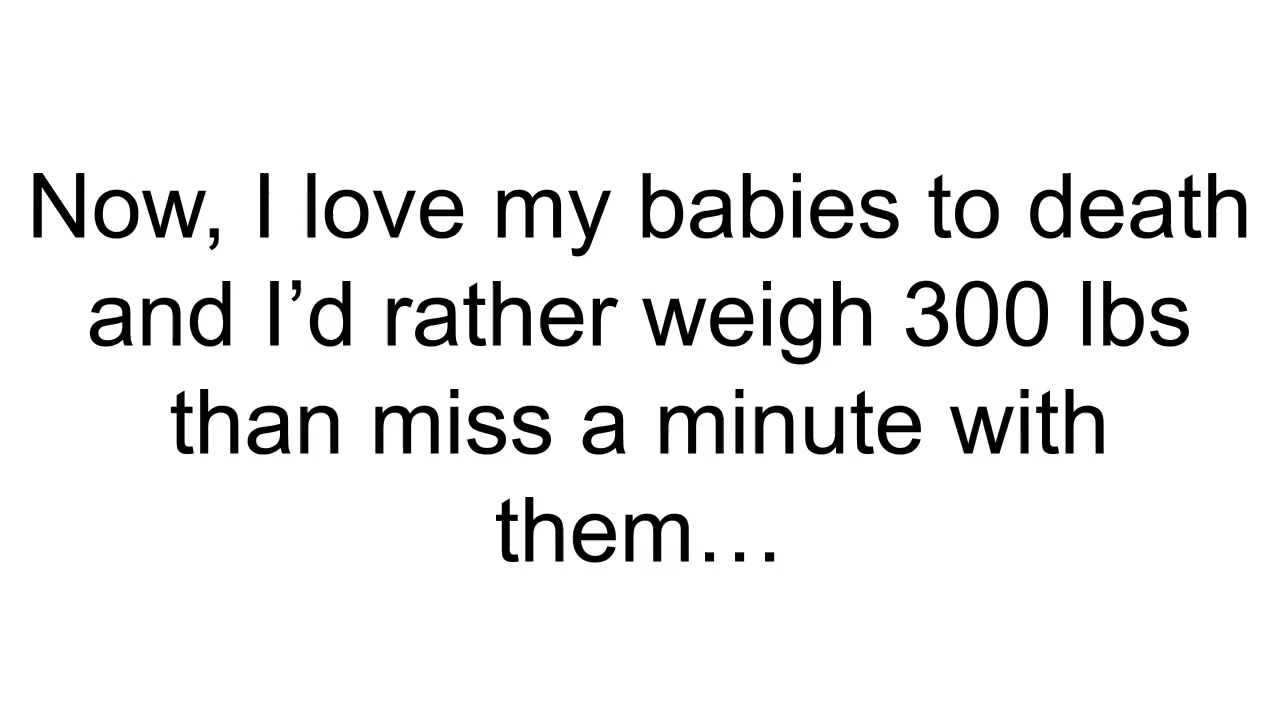 Now, I love my babies to death
and I’d rather weigh 300 lbs
than miss a minute with
them…